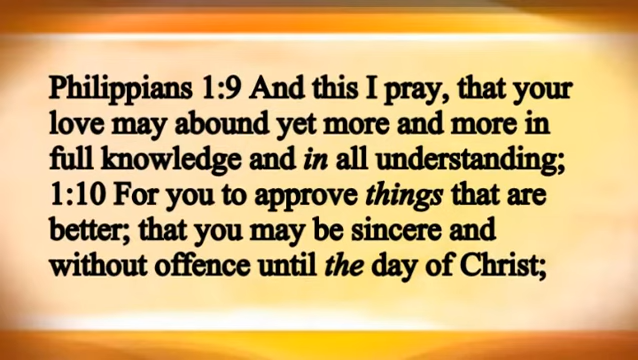 Philippians 1:9 And this I pray, that your
love may abound yet more and more in
full knowledge and in all understanding;
1:10 For you to approve things that are
better; that you may be sincere and
without offence until the day of Christ;